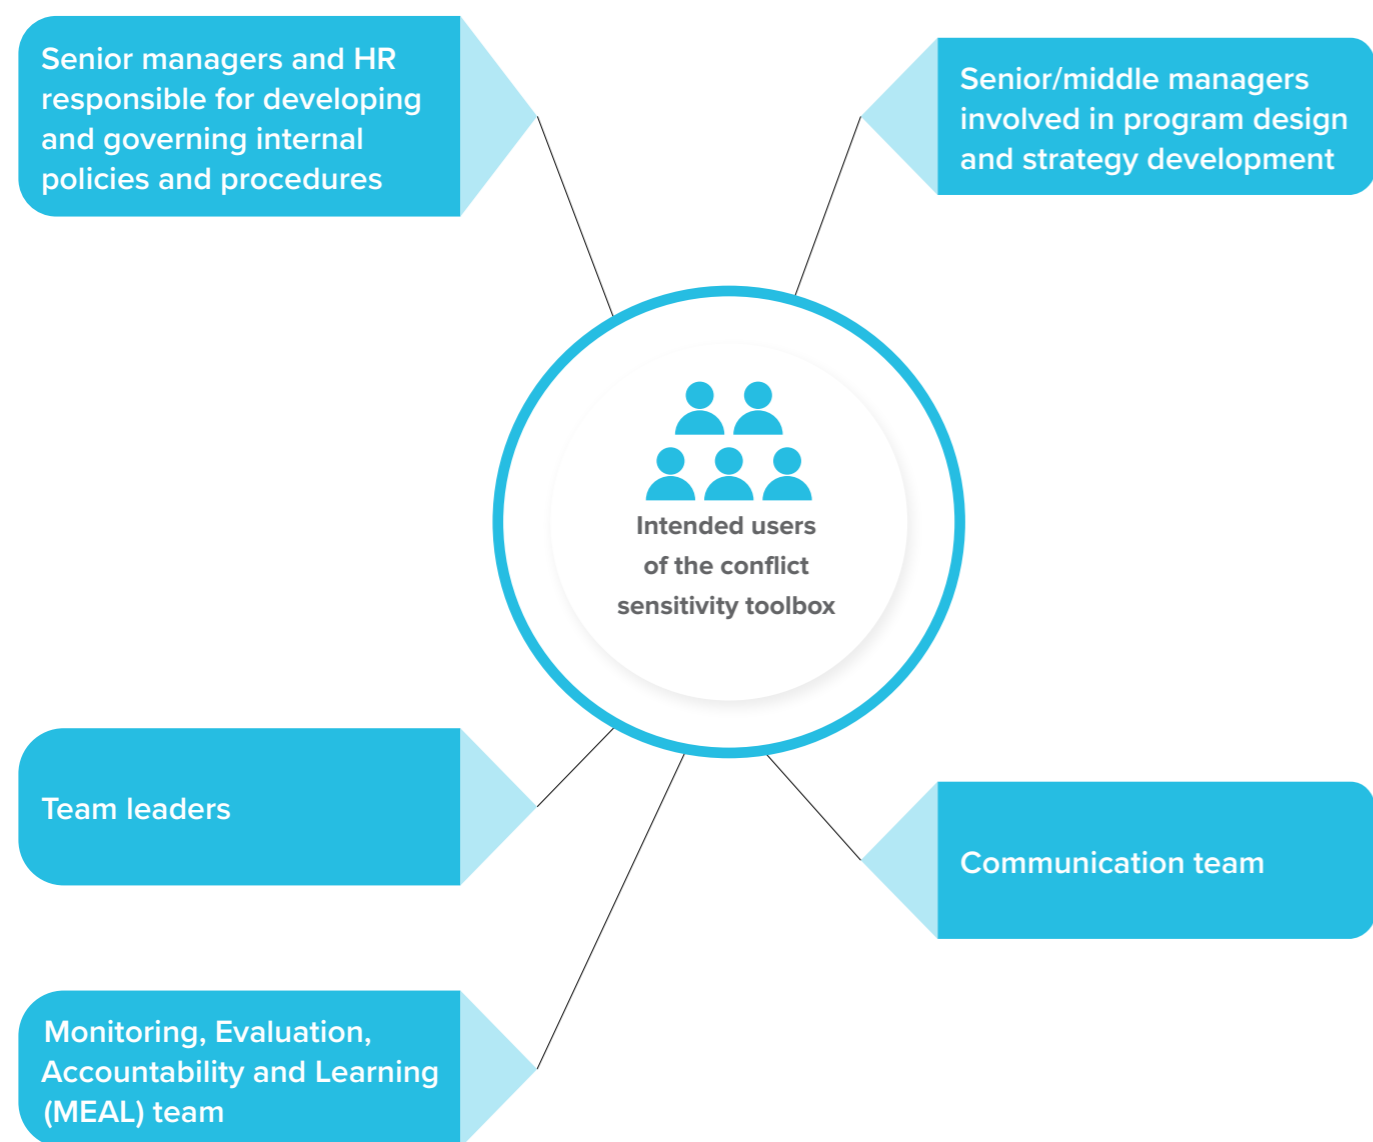 Senior managers and HR
responsible for developing
and governing internal
policies and procedures
Senior/middle managers
involved in program design
and strategy development
Intended users
of the conflict
sensitivity toolbox
Team leaders
Communication team
Monitoring, Evaluation,
Accountability and Learning
(MEAL) team